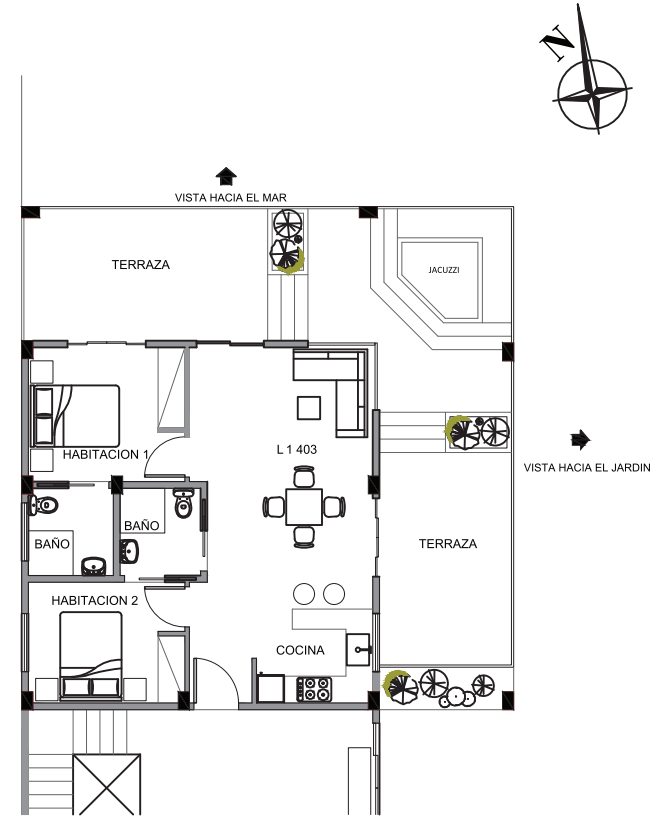 N
VISTA HACIA EL MAR
TERRAZA
JACUZZI
HABITACION 1
L 1 403
VISTA HACIA EL JARDIN
BAÑO
BAÑO
TERRAZA
HABITACION 2
COCINA